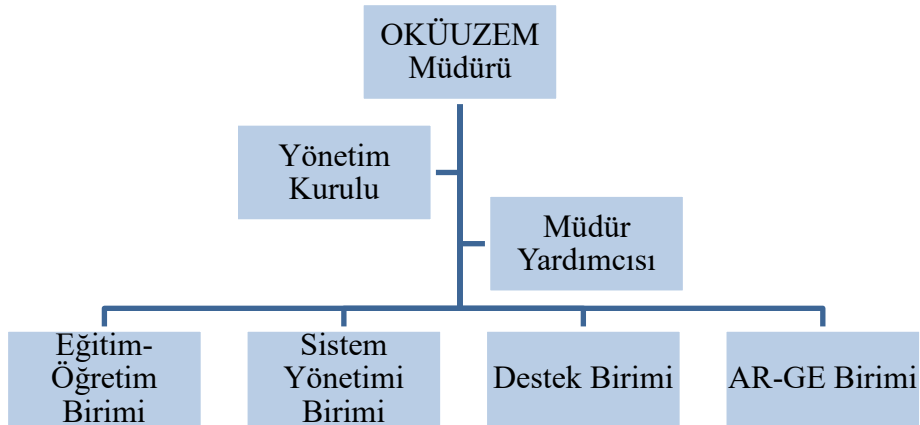 OKÜUZEM
Müdürü
Yönetim
Kurulu
Müdür
Yardımcısı
Eğitim-
Öğretim
Birimi
Sistem
Yönetimi
Birimi
Destek Birimi
AR-GE Birimi